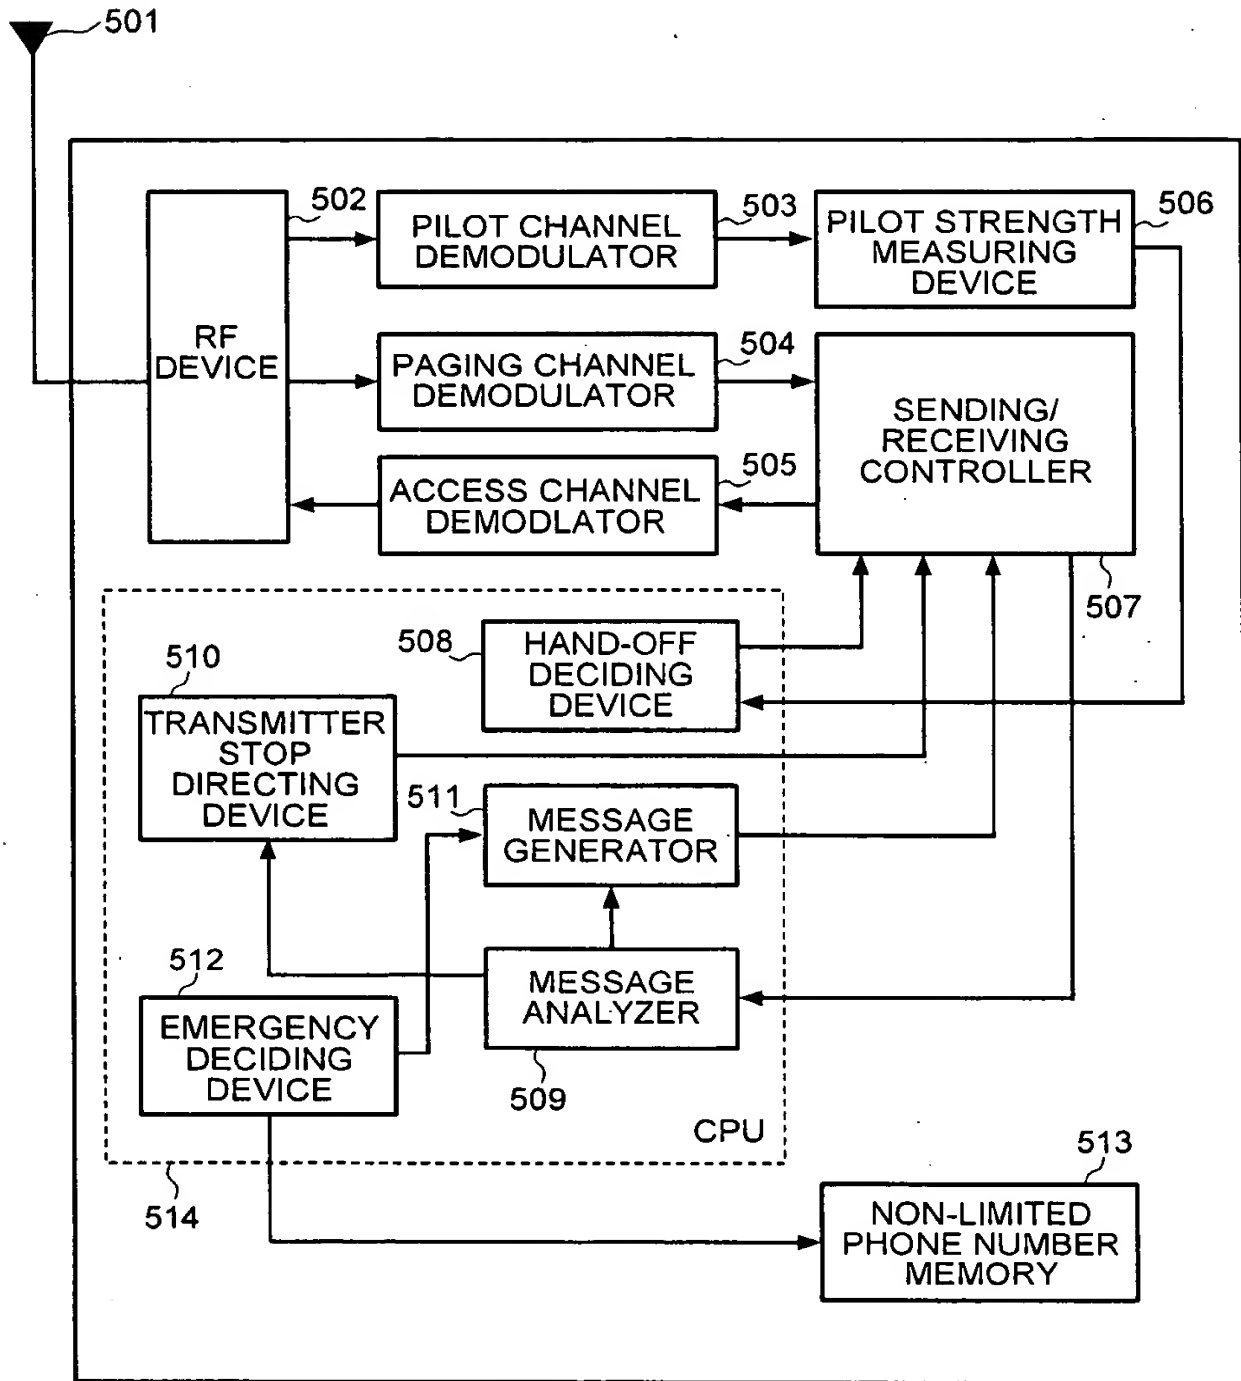 501
502
PILOT CHANNEL
DEMODULATOR
503
PILOT STRENGTH
MEASURING
DEVICE
506
RF
DEVICE
PAGING CHANNEL
DEMODULATOR
504
SENDING/
RECEIVING
CONTROLLER
ACCESS CHANNEL
DEMODLATOR
505
507
508
HAND-OFF
DECIDING
DEVICE
510
TRANSMITTER
STOP
DIRECTING
DEVICE
511
MESSAGE
GENERATOR
512
EMERGENCY
DECIDING
DEVICE
MESSAGE
ANALYZER
509
CPU
514
513
NON-LIMITED
PHONE NUMBER
MEMORY